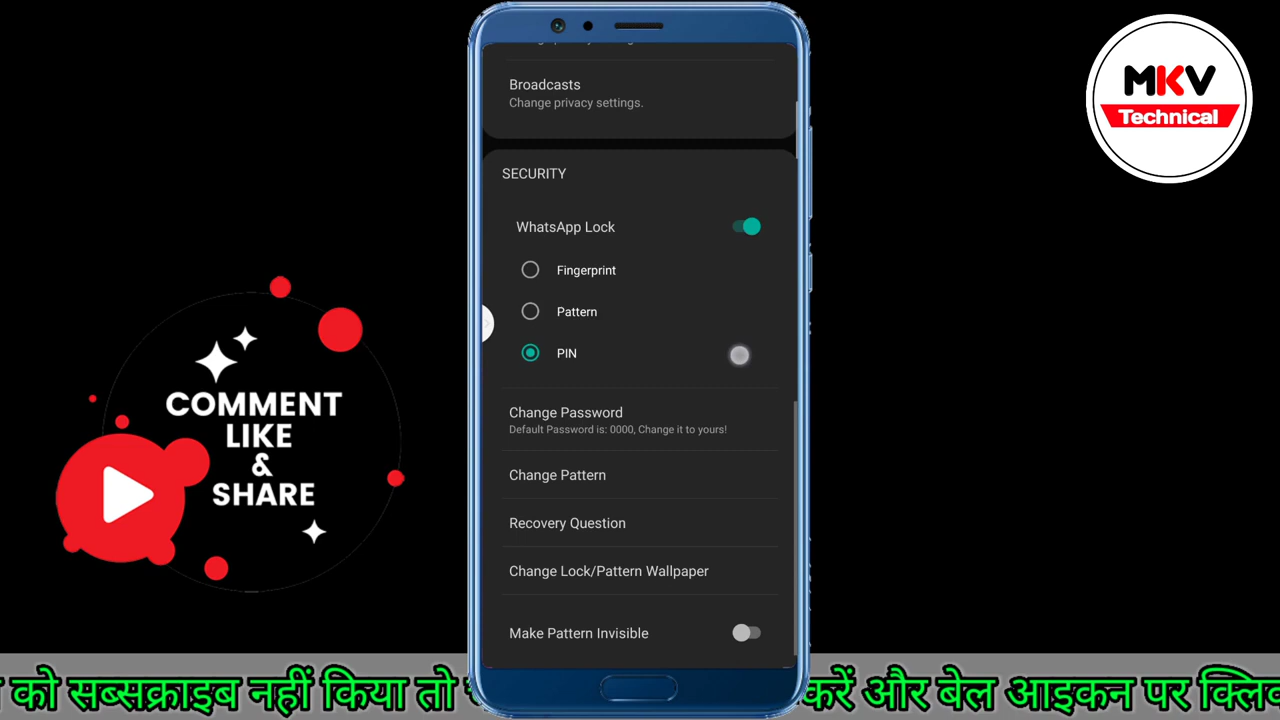 Broadcasts
Change privacy settings.
SECURITY
WhatsApp Lock
Fingerprint
Pattern
PIN
Change Password
Default Password is: 0000, Change it to yours!
Change Pattern
Recovery Question
Change Lock/Pattern Wallpaper
Make Pattern Invisible
MKV
Technical
COMMENT
LIKE
&
SHARE
को सब्सक्राइब नहीं किया तो
करें और बेल आइकन पर